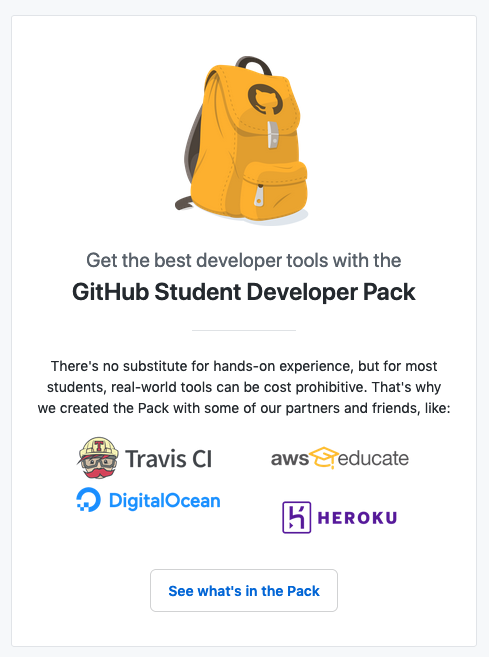 Get the best developer tools with the
GitHub Student Developer Pack
There's no substitute for hands-on experience, but for most
students, real-world tools can be cost prohibitive. That's why
we created the Pack with some of our partners and friends, like:
Travis CI
aws educate
DigitalOcean
HEROKU
See what's in the Pack